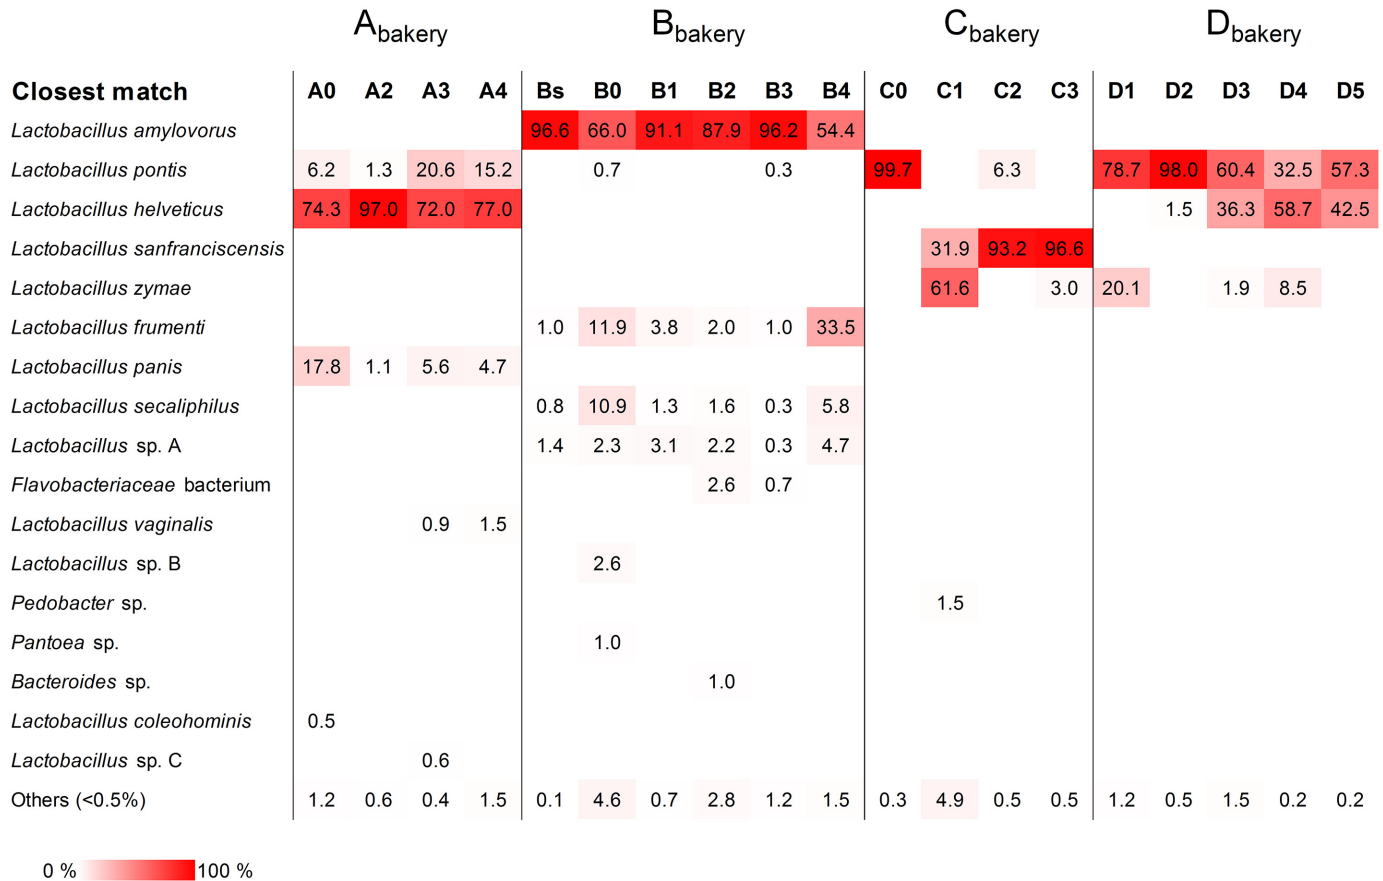 Abakery Bbakery Cbakery Dbakery
Closest match A0 A2 A3 A4 Bs B0 B1 B2 B3 B4 C0 C1 C2 C3 D1 D2 D3 D4 D5
Lactobacillus amylovorus 96.6 66.0 91.1 87.9 96.2 54.4
Lactobacillus pontis 6.2 1.3 20.6 15.2 0.7 0.3 99.7 6.3 78.7 98.0 60.4 32.5 57.3
Lactobacillus helveticus 74.3 97.0 72.0 77.0 1.5 36.3 58.7 42.5
Lactobacillus sanfranciscensis 31.9 93.2 96.6
Lactobacillus zymae 61.6 3.0 20.1 1.9 8.5
Lactobacillus frumenti 1.0 11.9 3.8 2.0 1.0 33.5
Lactobacillus panis 17.8 1.1 5.6 4.7
Lactobacillus secaliphilus 0.8 10.9 1.3 1.6 0.3 5.8
Lactobacillus sp. A 1.4 2.3 3.1 2.2 0.3 4.7
Flavobacteriaceae bacterium 2.6 0.7
Lactobacillus vaginalis 0.9 1.5
Lactobacillus sp. B 2.6
Pedobacter sp. 1.5
Pantoea sp. 1.0
Bacteroides sp. 1.0
Lactobacillus coleohominis 0.5
Lactobacillus sp. C 0.6
Others (<0.5%) 1.2 0.6 0.4 1.5 0.1 4.6 0.7 2.8 1.2 1.5 0.3 4.9 0.5 0.5 1.2 0.5 1.5 0.2 0.2
0 % 100 %